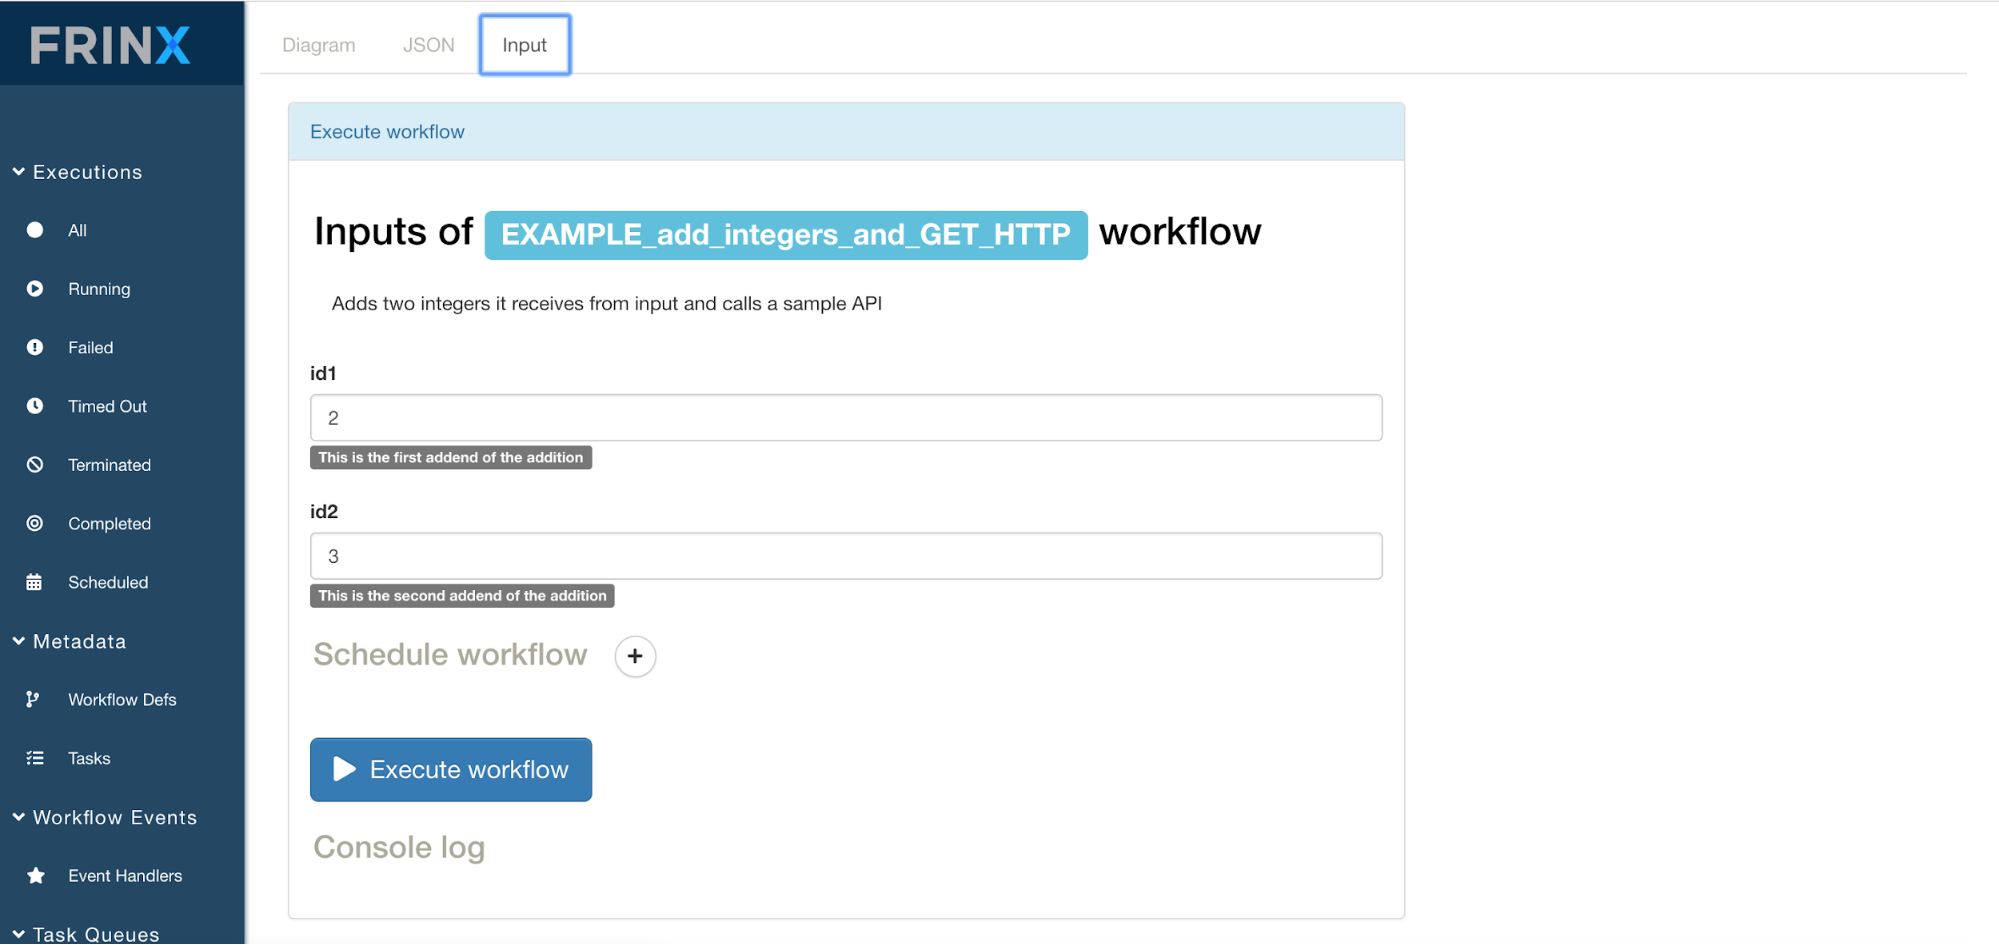 FRINX
Executions
All
Running
Failed
Timed Out
Terminated
Completed
Scheduled
Metadata
Workflow Defs
Tasks
Workflow Events
Event Handlers
Task Queues
Diagram JSON Input
Execute workflow
Inputs of EXAMPLE_add_integers_and_GET_HTTP workflow
Adds two integers it receives from input and calls a sample API
id1
2
This is the first addend of the addition
id2
3
This is the second addend of the addition
Schedule workflow +
Execute workflow
Console log